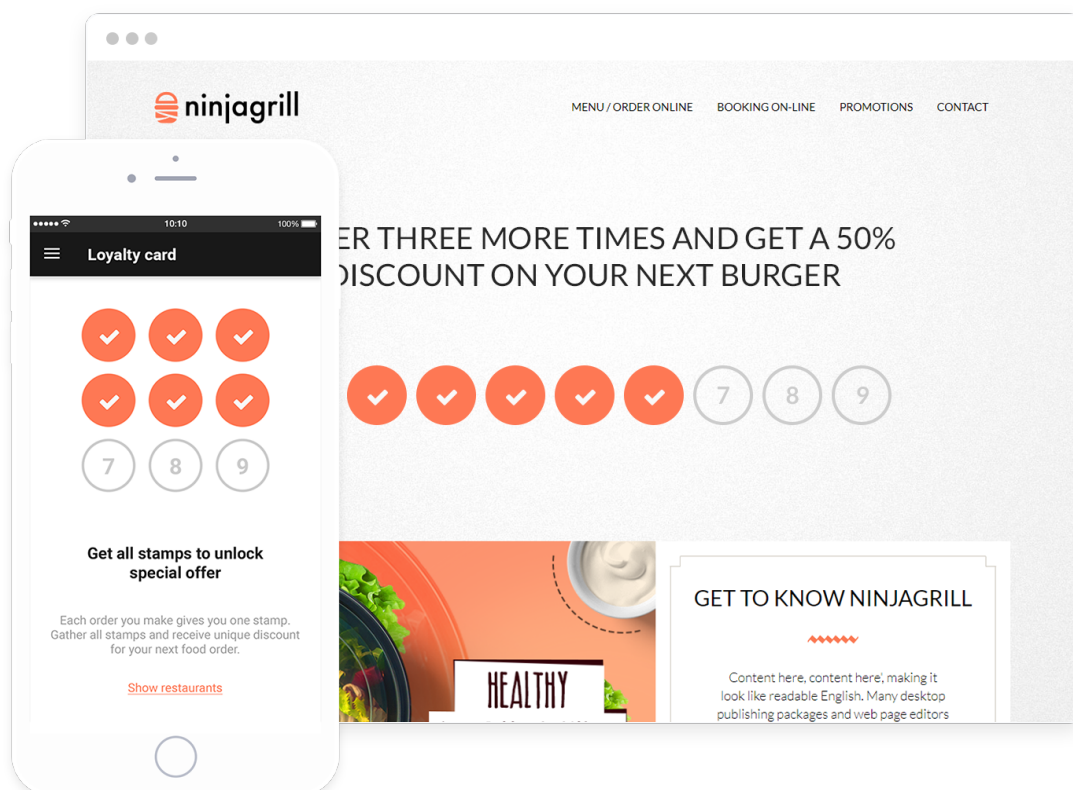 ninjagrill
MENU / ORDER ONLINE BOOKING ON-LINE PROMOTIONS CONTACT
ER THREE MORE TIMES AND GET A 50%
DISCOUNT ON YOUR NEXT BURGER
7 8 9
HEALTHY
GET TO KNOW NINJAGRILL
Content here, content here', making it
look like readable English. Many desktop
publishing packages and web page editors
10:10 100%
Loyalty card
7 8 9
Get all stamps to unlock
special offer
Each order you make gives you one stamp.
Gather all stamps and receive unique discount
for your next food order.
Show restaurants